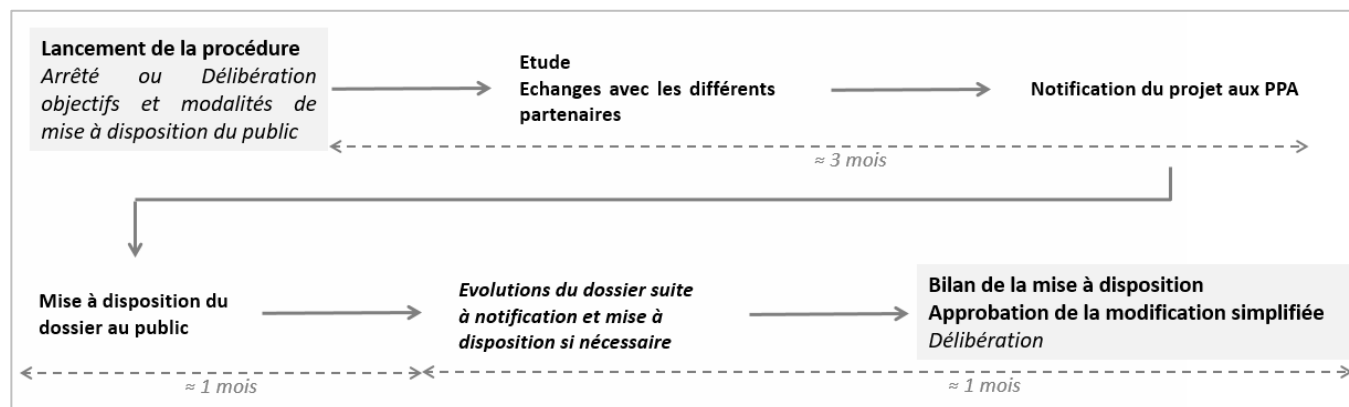 Lancement de la procédure
Arrêté ou Délibération
objectifs et modalités de
mise à disposition du public
Etude
Echanges avec les différents
partenaires
Notification du projet aux PPA
≈ 3 mois
Mise à disposition du
dossier au public
Evolutions du dossier suite
à notification et mise à
disposition si nécessaire
Bilan de la mise à disposition
Approbation de la modification simplifiée
Délibération
≈ 1 mois
≈ 1 mois